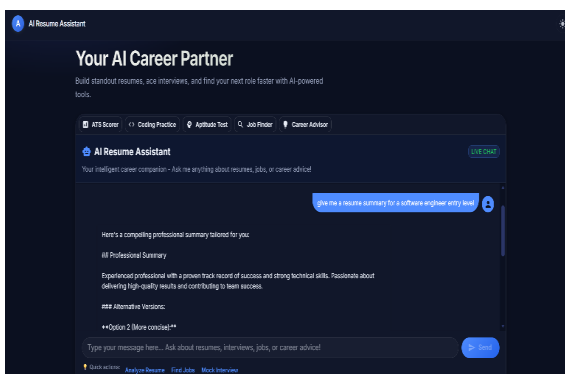 A AI Resume Assistant
Your AI Career Partner
Build standout resumes, ace interviews, and find your next role faster with AI-powered
tools.
ATS Scorer <> Coding Practice Aptitude Test Job Finder Career Advisor
AI Resume Assistant LIVE CHAT
Your intelligent career companion - Ask me anything about resumes, jobs, or career advice!
give me a resume summary for a software engineer entry level
Here's a compelling professional summary tailored for you:
## Professional Summary
Experienced professional with a proven track record of success and strong technical skills. Passionate about
delivering high-quality results and contributing to team success.
### Alternative Versions:
**Option 2 (More concise):**
Type your message here... Ask about resumes, interviews, jobs, or career advice! Send
Quick actions: Analyze Resume Find Jobs Mock Interview